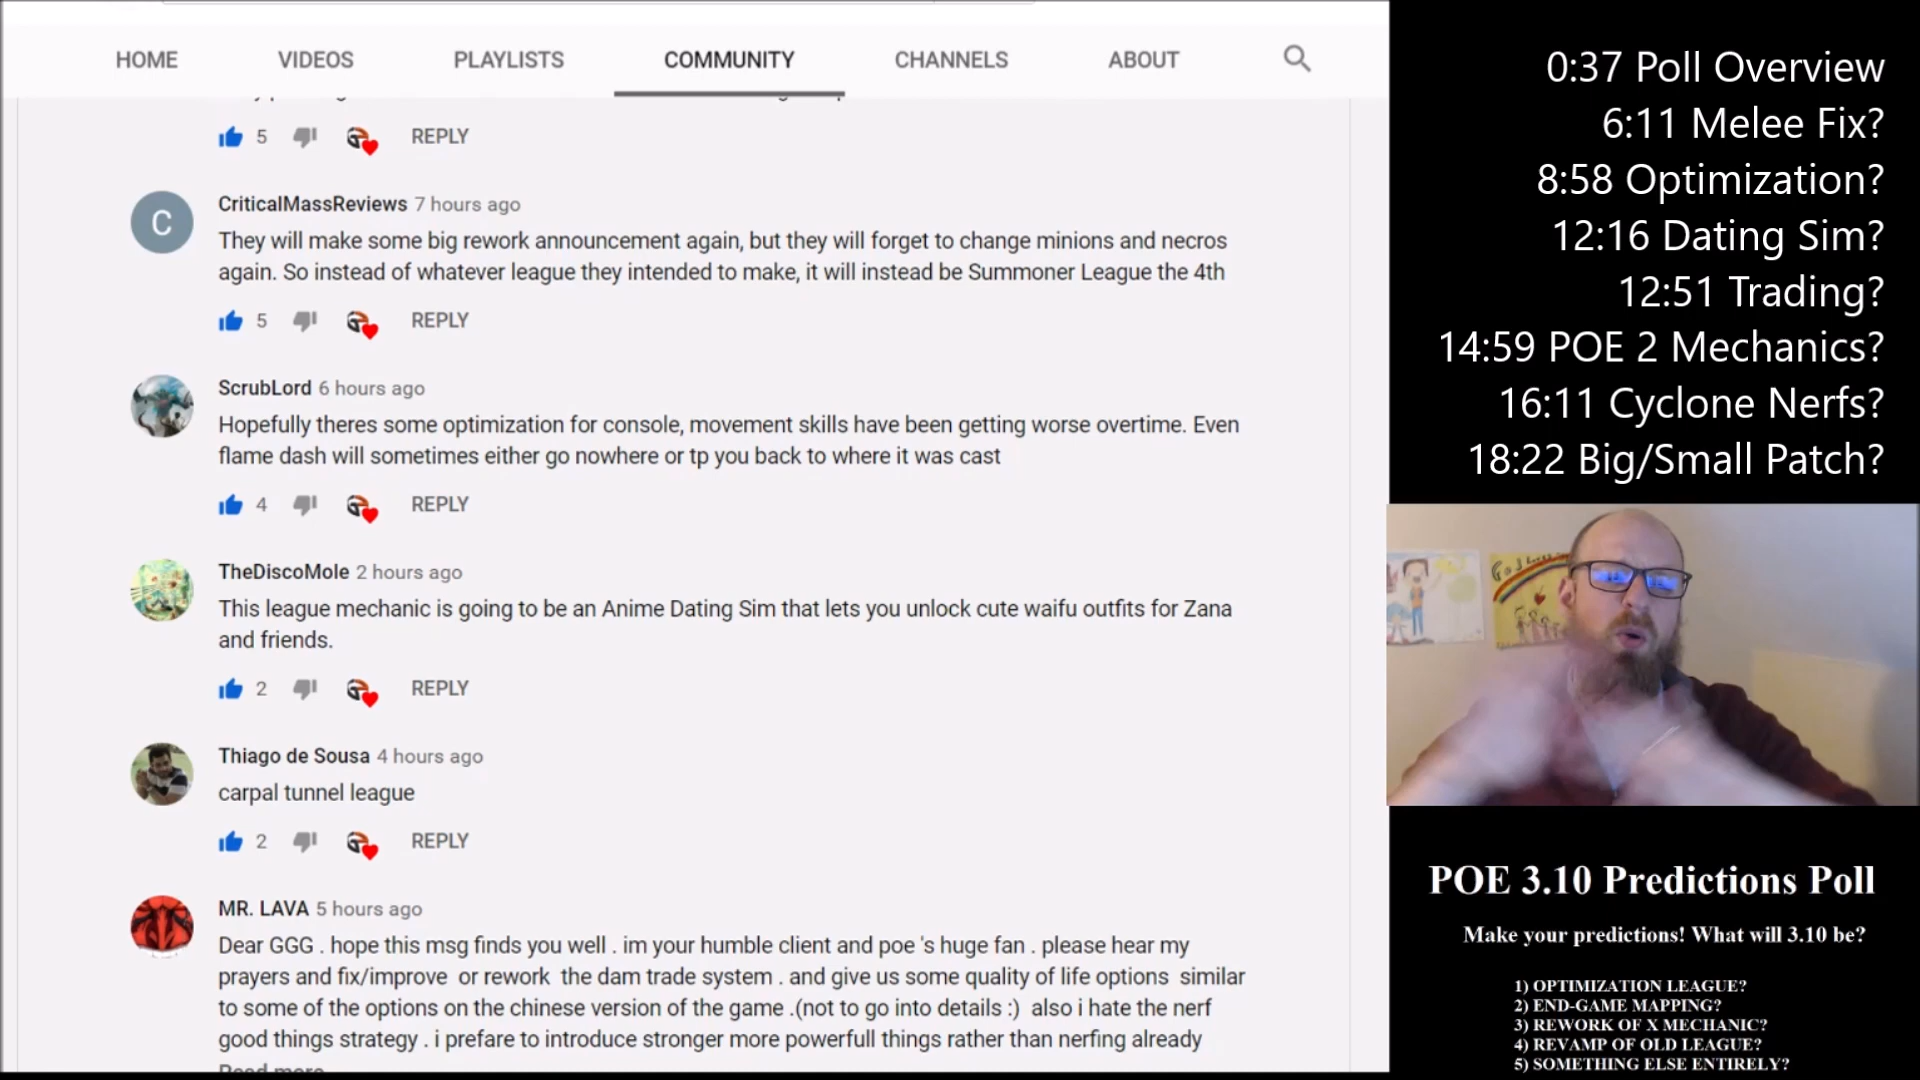 HOME VIDEOS PLAYLISTS COMMUNITY CHANNELS ABOUT
5 REPLY
C
CriticalMassReviews 7 hours ago
They will make some big rework announcement again, but they will forget to change minions and necros
again. So instead of whatever league they intended to make, it will instead be Summoner League the 4th
5 REPLY
ScrubLord 6 hours ago
Hopefully theres some optimization for console, movement skills have been getting worse overtime. Even
flame dash will sometimes either go nowhere or tp you back to where it was cast
4 REPLY
TheDiscoMole 2 hours ago
This league mechanic is going to be an Anime Dating Sim that lets you unlock cute waifu outfits for Zana
and friends.
2 REPLY
Thiago de Sousa 4 hours ago
carpal tunnel league
2 REPLY
MR. LAVA 5 hours ago
Dear GGG . hope this msg finds you well . im your humble client and poe 's huge fan . please hear my
prayers and fix/improve or rework the dam trade system . and give us some quality of life options similar
to some of the options on the chinese version of the game .(not to go into details :) also i hate the nerf
good things strategy . i prefare to introduce stronger more powerfull things rather than nerfing already
Read more
0:37 Poll Overview
6:11 Melee Fix?
8:58 Optimization?
12:16 Dating Sim?
12:51 Trading?
14:59 POE 2 Mechanics?
16:11 Cyclone Nerfs?
18:22 Big/Small Patch?
POE 3.10 Predictions Poll
Make your predictions! What will 3.10 be?
1) OPTIMIZATION LEAGUE?
2) END-GAME MAPPING?
3) REWORK OF X MECHANIC?
4) REVAMP OF OLD LEAGUE?
5) SOMETHING ELSE ENTIRELY?